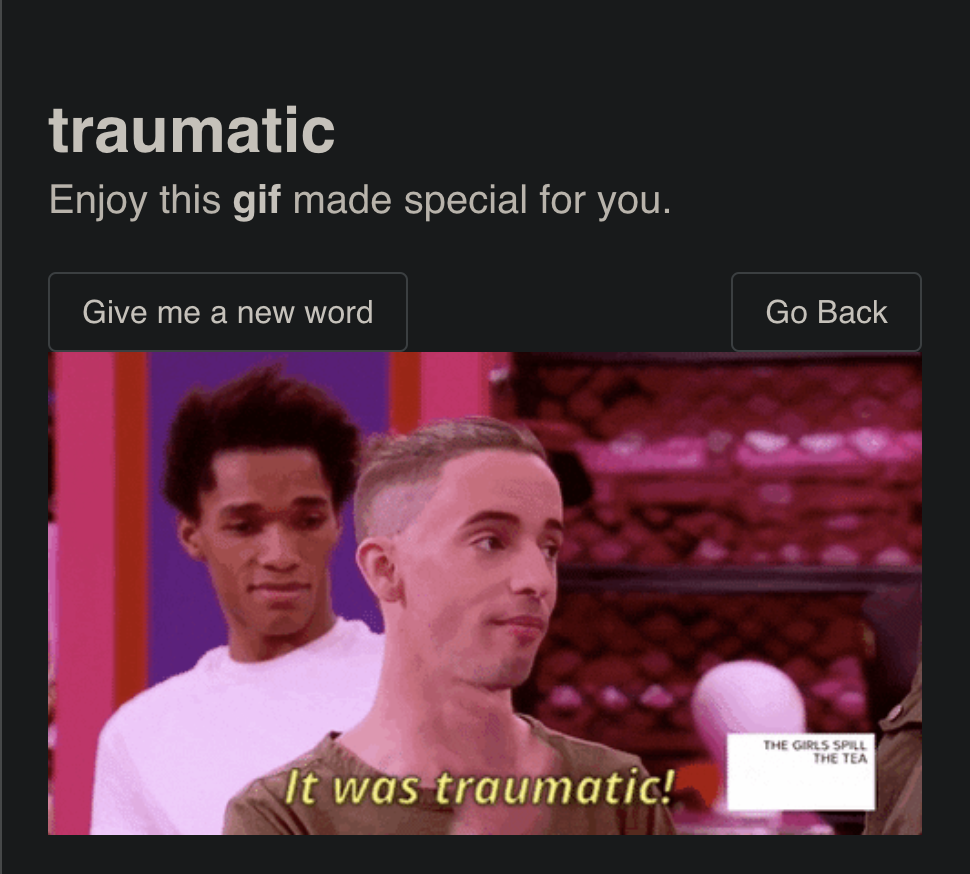 traumatic
Enjoy this gif made special for you.
Give me a new word
Go Back
THE GIRLS SPILL
THE TEA
It was traumatic!